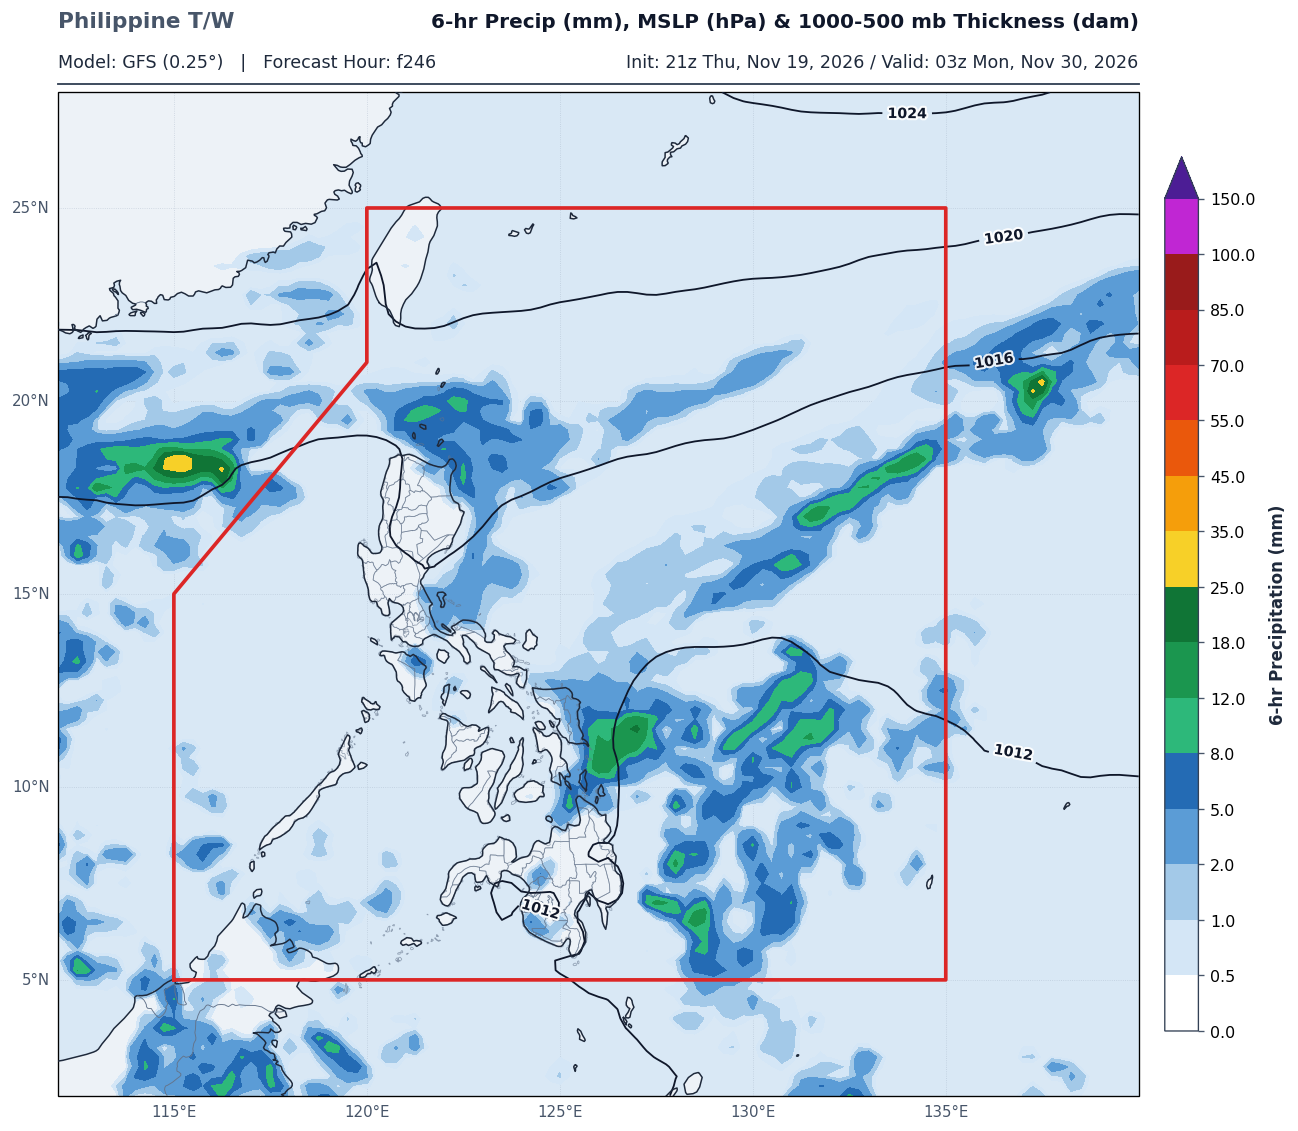 Philippine T/W
6-hr Precip (mm), MSLP (hPa) & 1000-500 mb Thickness (dam)
Model: GFS (0.25°) | Forecast Hour: f246
Init: 21z Thu, Nov 19, 2026 / Valid: 03z Mon, Nov 30, 2026
1024
1020
1016
1012
1012
25°N
20°N
15°N
10°N
5°N
115°E
120°E
125°E
130°E
135°E
150.0
100.0
85.0
70.0
55.0
45.0
35.0
25.0
18.0
12.0
8.0
5.0
2.0
1.0
0.5
0.0
6-hr Precipitation (mm)